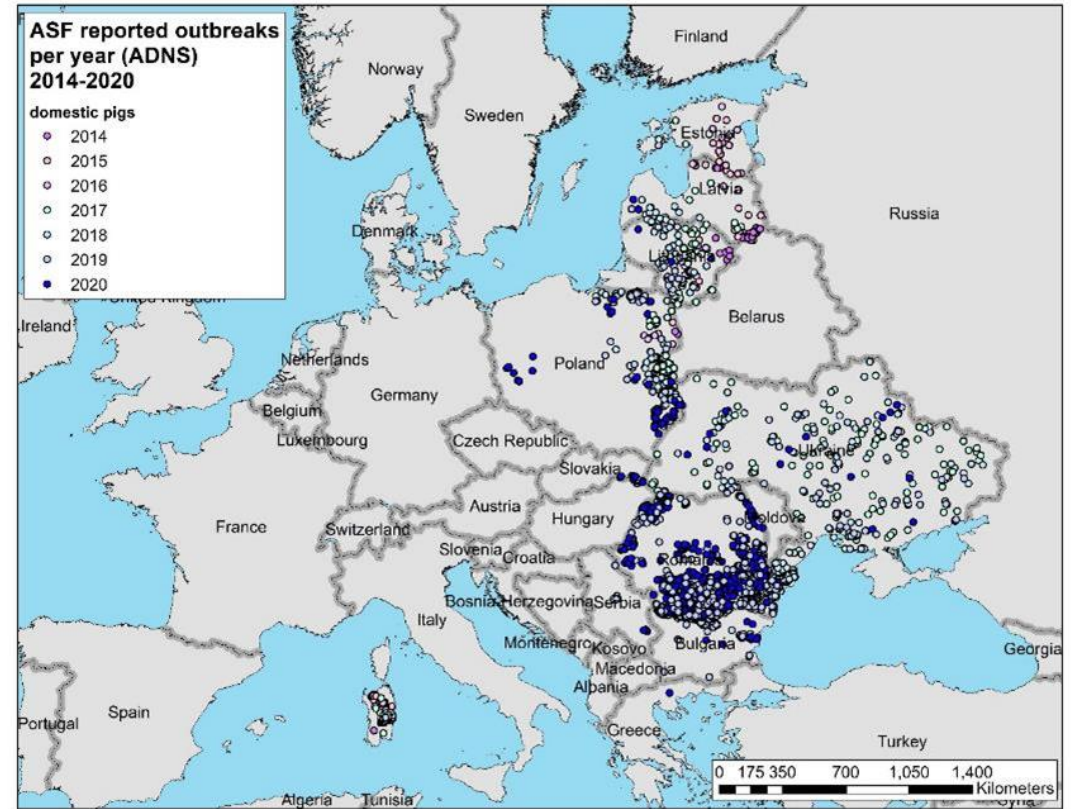 ASF reported outbreaks
per year (ADNS)
2014-2020
domestic pigs
2014
2015
2016
2017
2018
2019
2020
Finland
Norway
Sweden
Estonia
Latvia
Russia
Denmark
Lithuania
United Kingdom
Ireland
Belarus
Netherlands
Poland
Germany
Belgium
Luxembourg
Czech Republic
Ukraine
Slovakia
Austria
Hungary
Moldova
France
Switzerland
Slovenia
Croatia
Romania
Bosnia Herzegovina
Serbia
Italy
Montenegro
Kosovo
Bulgaria
Georgia
Macedonia
Albania
Portugal
Spain
Greece
Turkey
0 175 350 700 1,050 1,400
Kilometers
Algeria
Tunisia
Syria